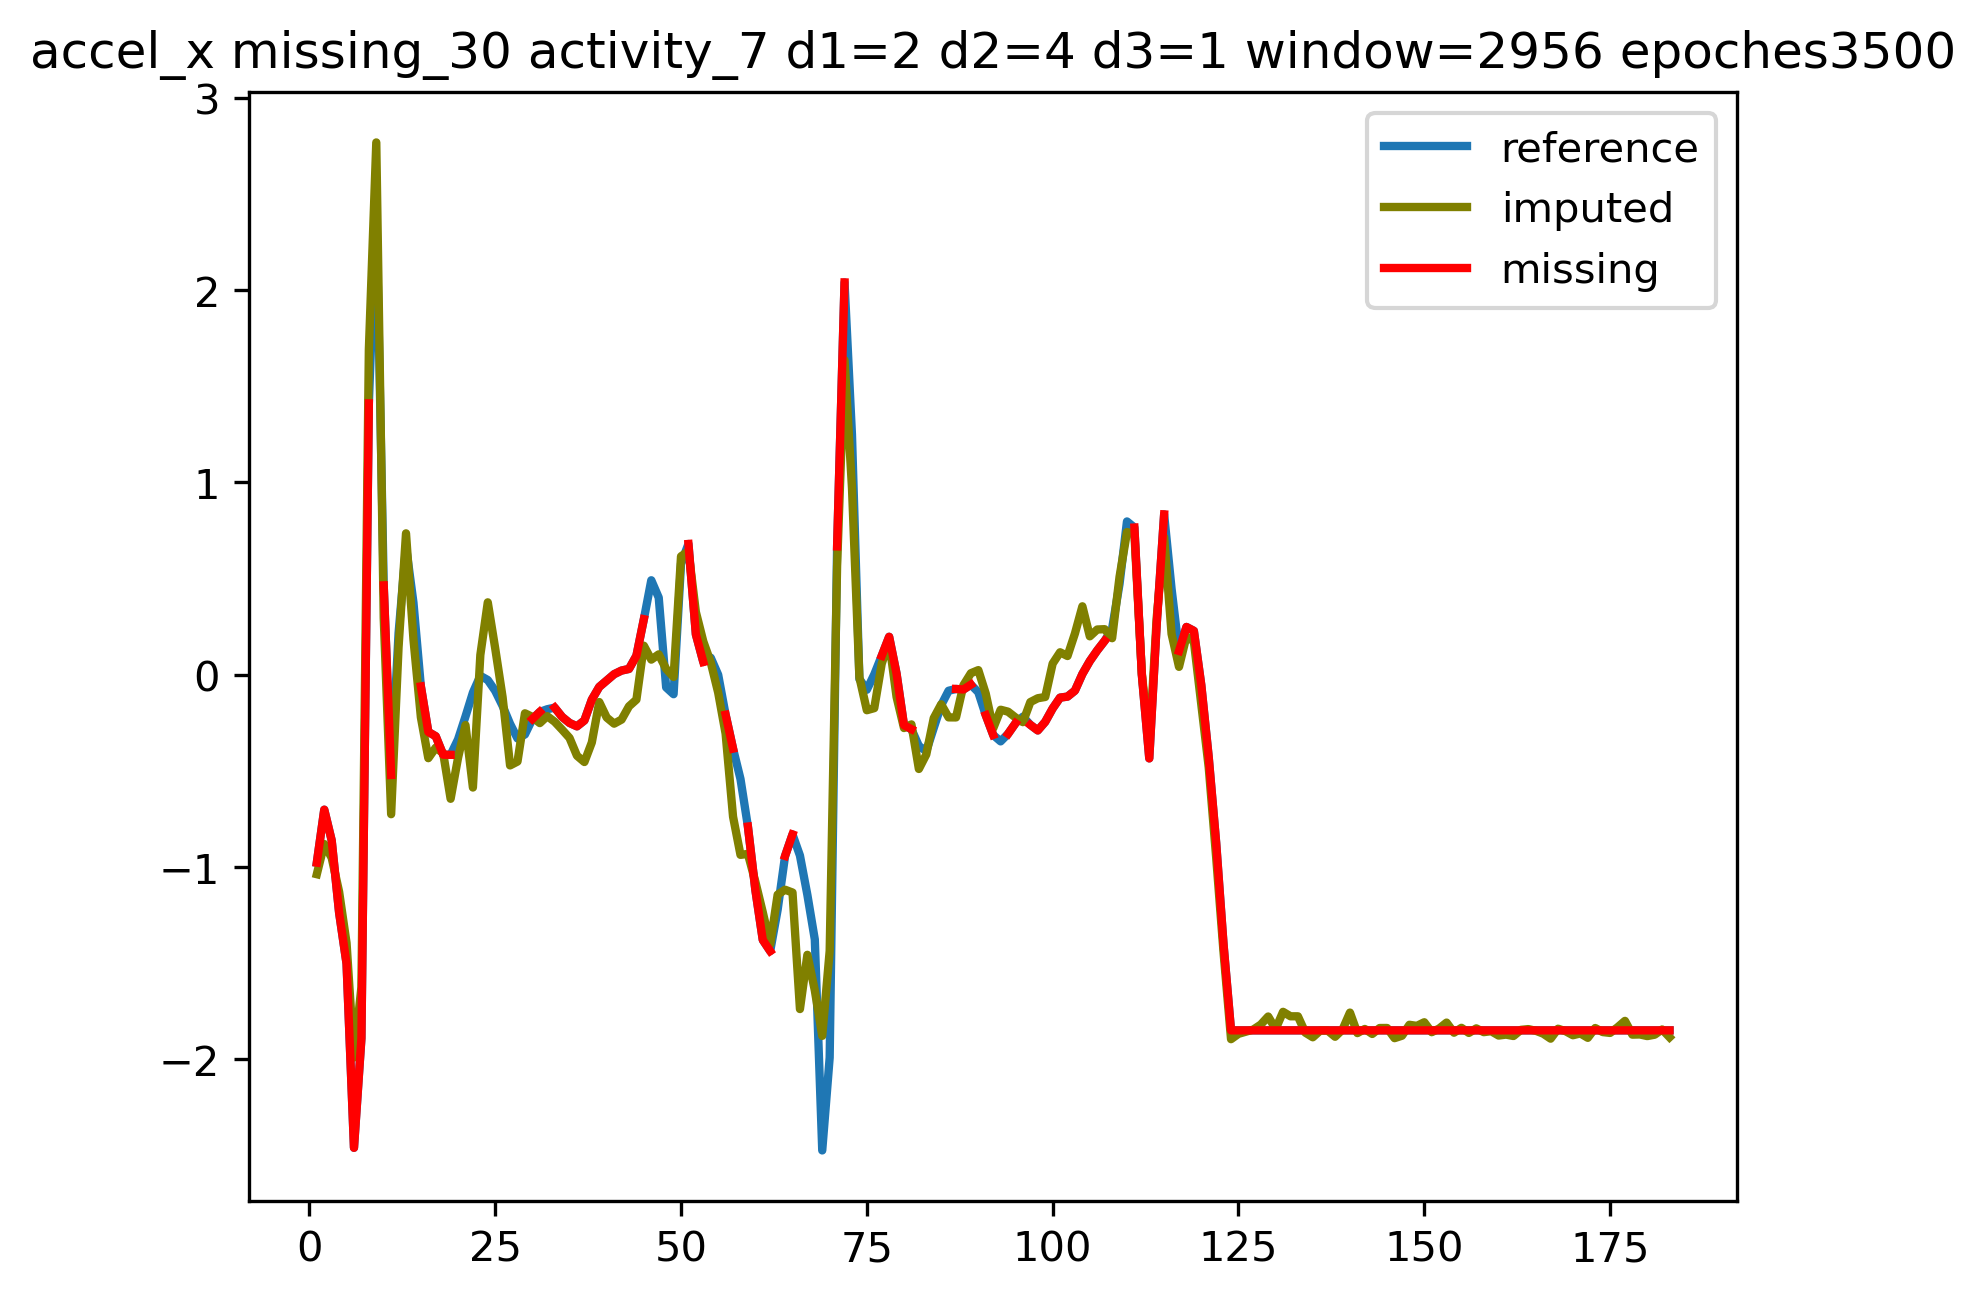 accel_x missing_30 activity_7 d1=2 d2=4 d3=1 window=2956 epoches3500
3
2
1
0
−1
−2
reference
imputed
missing
0 25 50 75 100 125 150 175